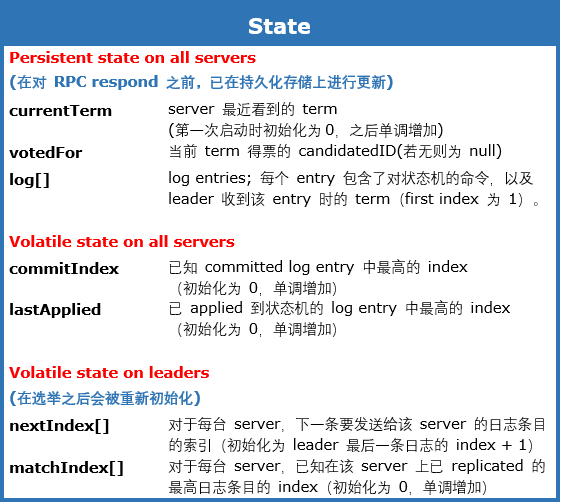 State
Persistent state on all servers
(在对 RPC respond 之前，已在持久化存储上进行更新)
currentTerm server 最近看到的 term
(第一次启动时初始化为0，之后单调增加)
votedFor 当前 term 得票的 candidatedID(若无则为 null)
log[] log entries; 每个 entry 包含了对状态机的命令，以及
leader 收到该 entry 时的 term（first index 为 1）。
Volatile state on all servers
commitIndex 已知 committed log entry 中最高的 index
（初始化为 0，单调增加）
lastApplied 已 applied 到状态机的 log entry 中最高的 index
（初始化为 0，单调增加）
Volatile state on leaders
(在选举之后会被重新初始化)
nextIndex[] 对于每台 server，下一条要发送给该 server 的日志条目
的索引（初始化为 leader 最后一条日志的 index + 1）
matchIndex[] 对于每台 server，已知在该 server 上已 replicated 的
最高日志条目的 index（初始化为 0，单调增加）